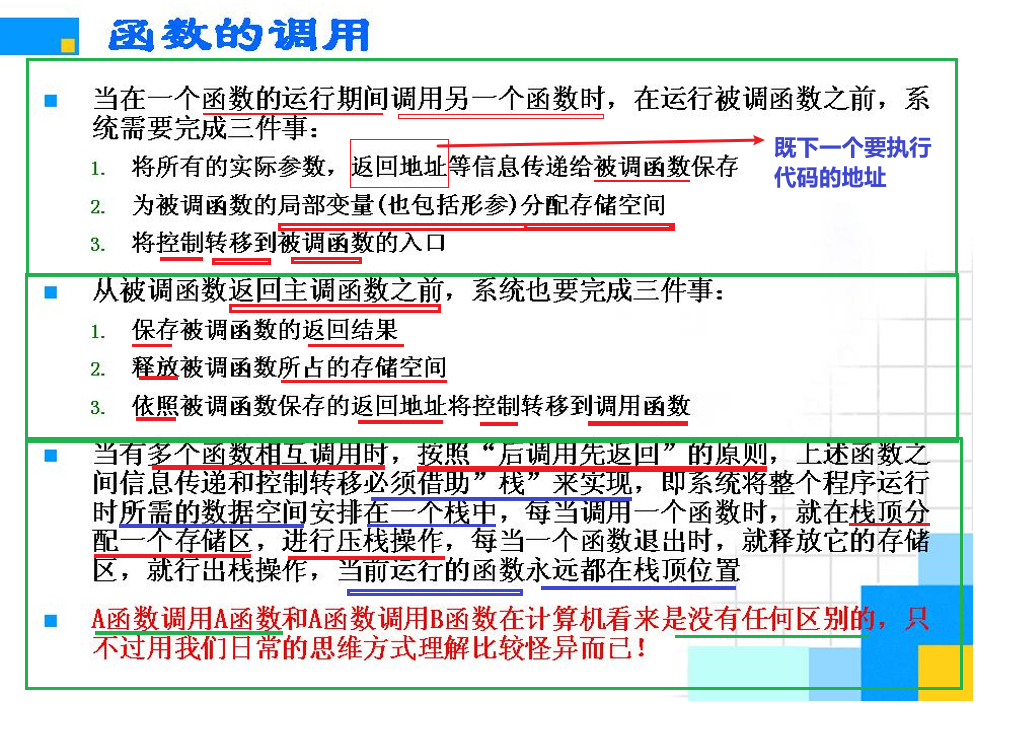 函数的调用
当在一个函数的运行期间调用另一个函数时，在运行被调函数之前，系
统需要完成三件事：
1. 将所有的实际参数，返回地址等信息传递给被调函数保存
既下一个要执行
代码的地址
2. 为被调函数的局部变量(也包括形参)分配存储空间
3. 将控制转移到被调函数的入口
从被调函数返回主调函数之前，系统也要完成三件事：
1. 保存被调函数的返回结果
2. 释放被调函数所占的存储空间
3. 依照被调函数保存的返回地址将控制转移到调用函数
当有多个函数相互调用时，按照“后调用先返回”的原则，上述函数之
间信息传递和控制转移必须借助”栈”来实现，即系统将整个程序运行
时所需的数据空间安排在一个栈中，每当调用一个函数时，就在栈顶分
配一个存储区，进行压栈操作，每当一个函数退出时，就释放它的存储
区，就行出栈操作，当前运行的函数永远都在栈顶位置
A函数调用A函数和A函数调用B函数在计算机看来是没有任何区别的，只
不过用我们日常的思维方式理解比较怪异而已！